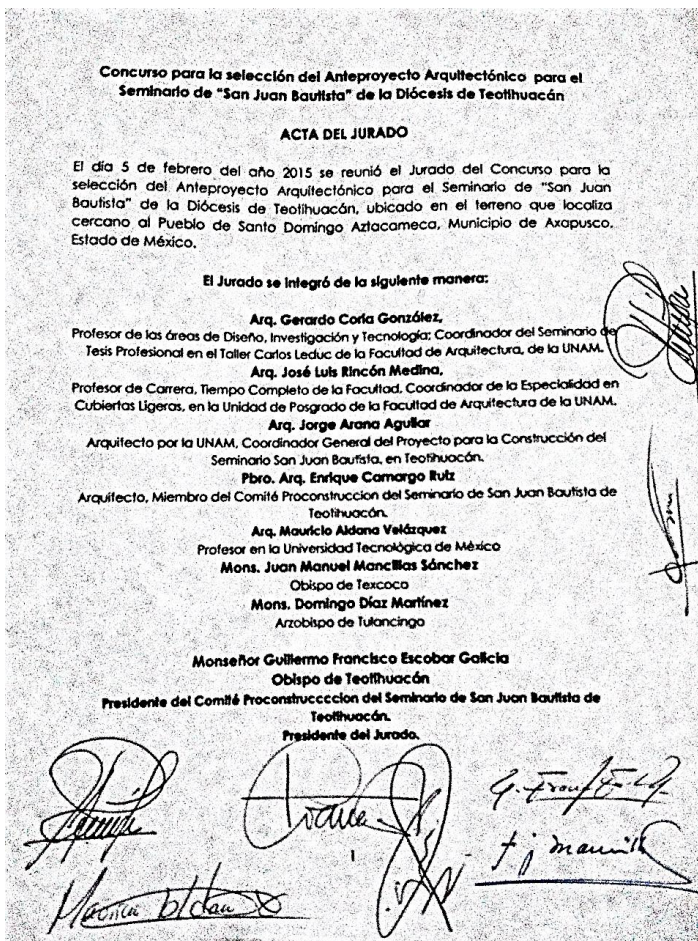 Concurso para la selección del Anteproyecto Arquitectónico para el
Seminario de "San Juan Bautista" de la Diócesis de Teotihuacán
ACTA DEL JURADO
El día 5 de febrero del año 2015 se reunió el Jurado del Concurso para la
selección del Anteproyecto Arquitectónico para el Seminario de "San Juan
Bautista" de la Diócesis de Teotihuacán, ubicado en el terreno que localiza
cercano al Pueblo de Santo Domingo Aztacameca, Municipio de Axapusco,
Estado de México.
El Jurado se integró de la siguiente manera:
Arq. Gerardo Coria González,
Profesor de las áreas de Diseño, Investigación y Tecnología; Coordinador del Seminario de
Tesis Profesional en el Taller Carlos Leduc de la Facultad de Arquitectura, de la UNAM.
Arq. José Luis Rincón Medina,
Profesor de Carrera, Tiempo Completo de la Facultad, Coordinador de la Especialidad en
Cubiertas Ligeras, en la Unidad de Posgrado de la Facultad de Arquitectura de la UNAM.
Arq. Jorge Arana Aguilar
Arquitecto por la UNAM, Coordinador General del Proyecto para la Construcción del
Seminario San Juan Bautista, en Teotihuacán.
Pbro. Arq. Enrique Camargo Ruiz
Arquitecto, Miembro del Comité Proconstruccion del Seminario de San Juan Bautista de
Teotihuacán.
Arq. Mauricio Aldana Velázquez
Profesor en la Universidad Tecnológica de México
Mons. Juan Manuel Mancillas Sánchez
Obispo de Texcoco
Mons. Domingo Díaz Martínez
Arzobispo de Tulancingo
Monseñor Guillermo Francisco Escobar Galicia
Obispo de Teotihuacán
Presidente del Comité Proconstruccccion del Seminario de San Juan Bautista de
Teotihuacán.
Presidente del Jurado.
1